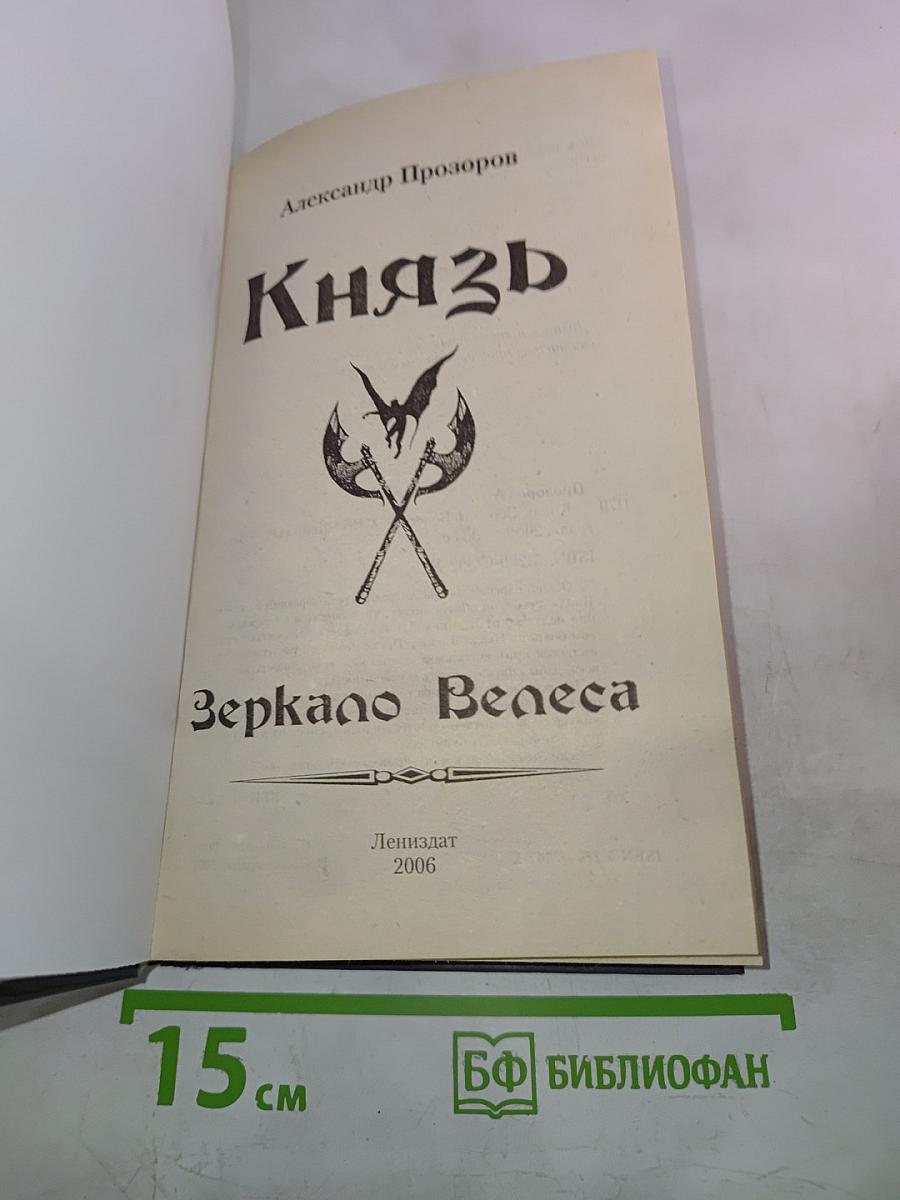 Александр Прозоров
Князь
Зеркало Велеса
Лениздат
2006
15 см
БФ БИБЛИОФАН